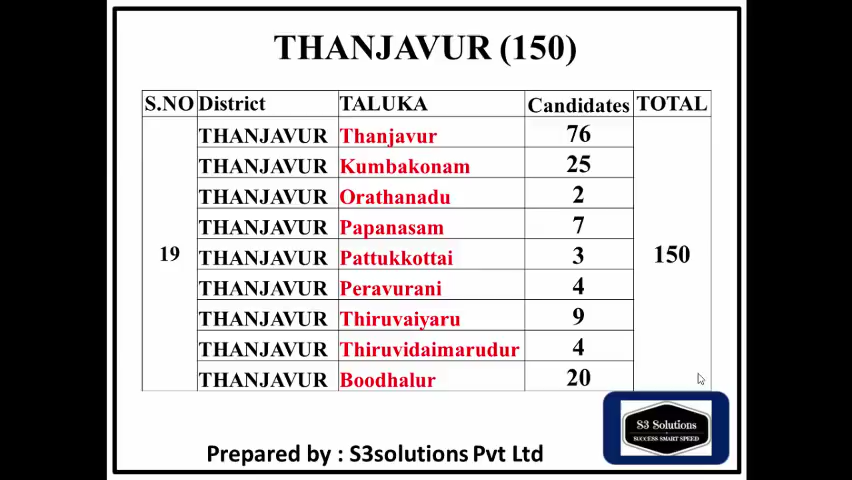 THANJAVUR (150)
S.NO District TALUKA Candidates TOTAL
THANJAVUR Thanjavur 76
THANJAVUR Kumbakonam 25
THANJAVUR Orathanadu 2
THANJAVUR Papanasam 7
19 THANJAVUR Pattukkottai 3 150
THANJAVUR Peravurani 4
THANJAVUR Thiruvaiyaru 9
THANJAVUR Thiruvidaimarudur 4
THANJAVUR Boodhalur 20
S3 Solutions
SUCCESS SMART SPEED
Prepared by : S3solutions Pvt Ltd